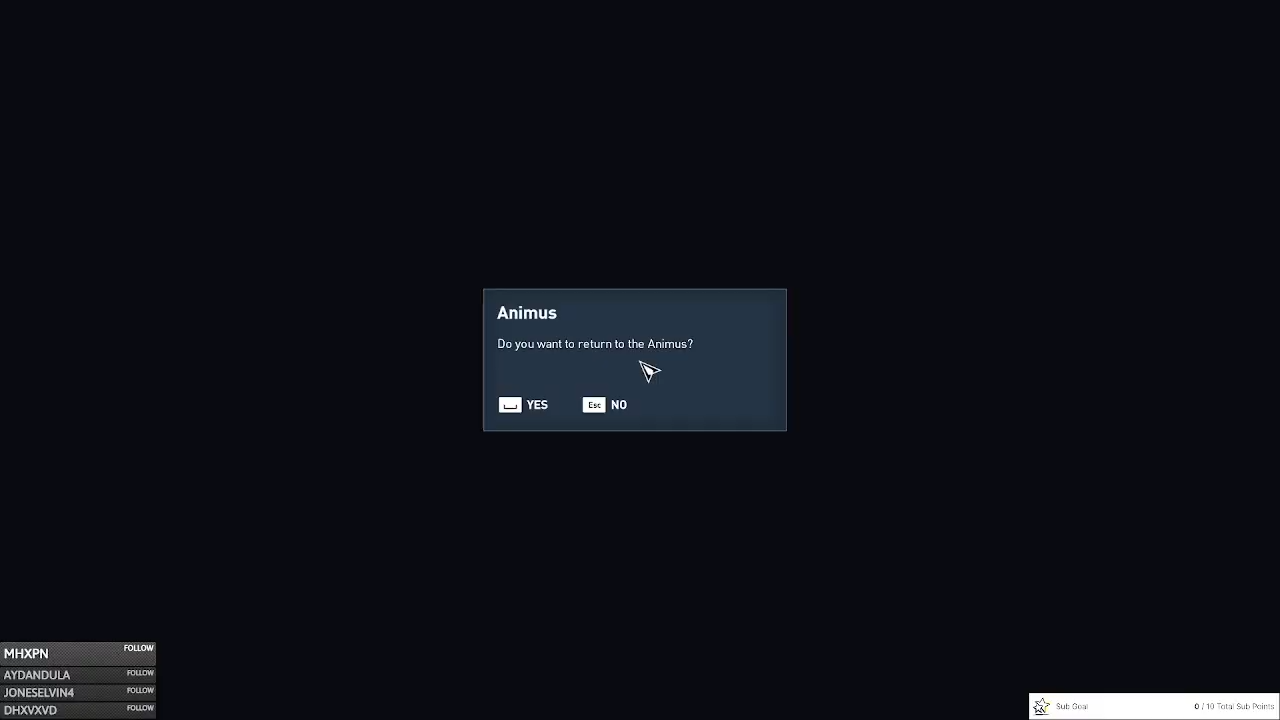 Animus
Do you want to return to the Animus?
YES
Esc NO
MHXPN FOLLOW
AYDANDULA FOLLOW
JONESELVIN4 FOLLOW
DHXVXVD FOLLOW
Sub Goal 0 / 10 Total Sub Points